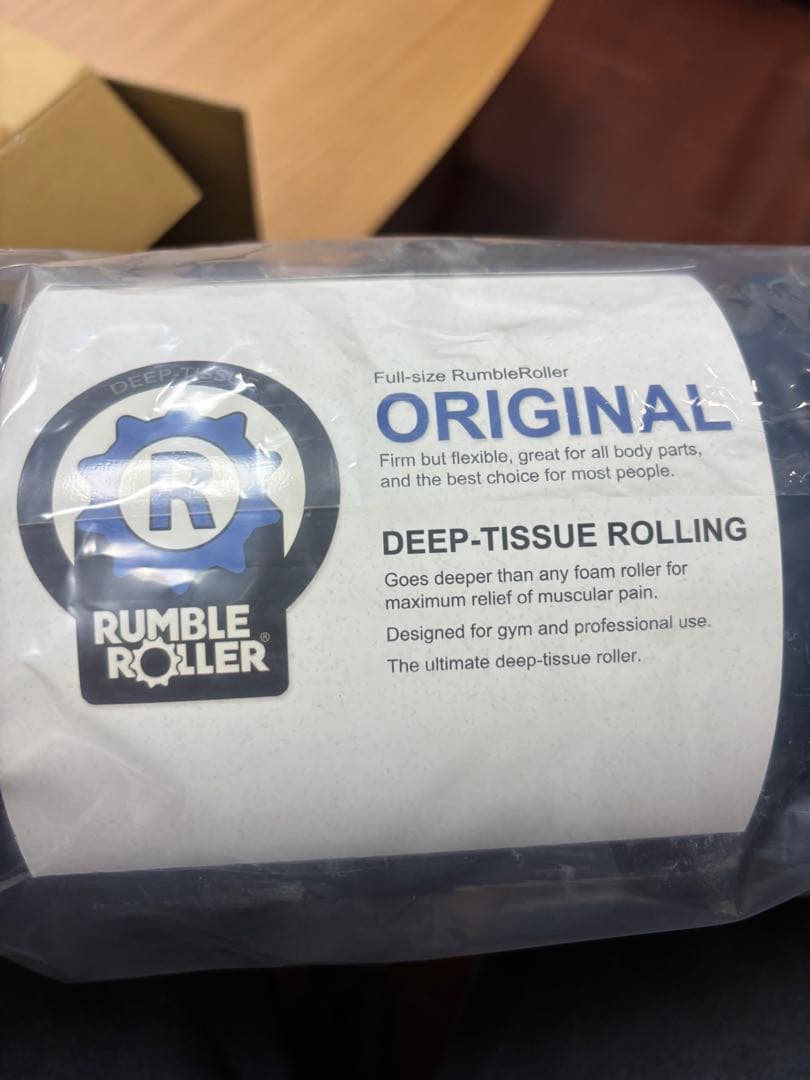 DEEP-TISSUE
R
RUMBLE
ROLLER®
Full-size RumbleRoller
ORIGINAL
Firm but flexible, great for all body parts,
and the best choice for most people.
DEEP-TISSUE ROLLING
Goes deeper than any foam roller for
maximum relief of muscular pain.
Designed for gym and professional use.
The ultimate deep-tissue roller.